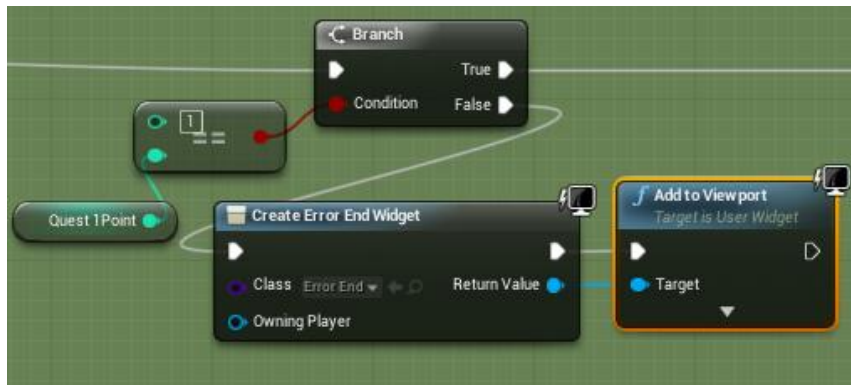 Branch
True
Condition
False
1
==
Quest 1Point
Create Error End Widget
Class
Error End
Return Value
Owning Player
f Add to Viewport
Target is User Widget
Target